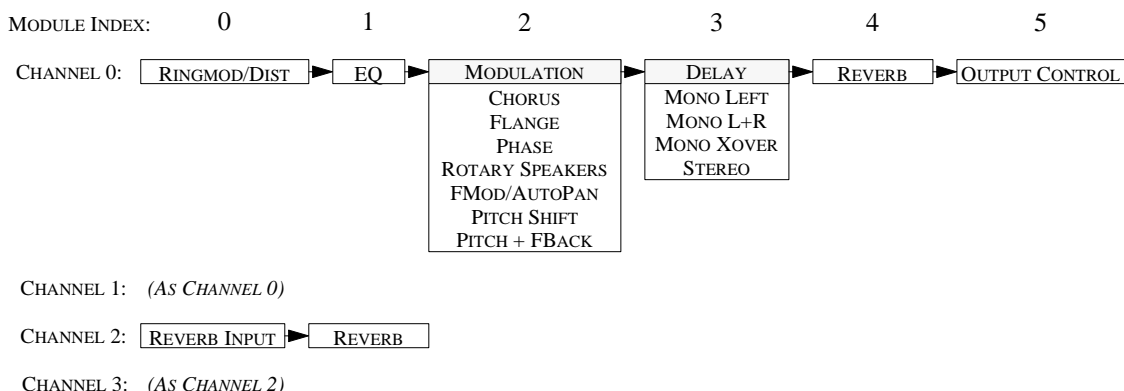 MODULE INDEX: 0 1 2 3 4 5
CHANNEL 0: RINGMOD/DIST EQ MODULATION DELAY REVERB OUTPUT CONTROL
CHORUS MONO LEFT
FLANGE MONO L+R
PHASE MONO XOVER
ROTARY SPEAKERS STEREO
FMOD/AUTOPAN
PITCH SHIFT
PITCH + FBACK
CHANNEL 1: (AS CHANNEL 0)
CHANNEL 2: REVERB INPUT REVERB
CHANNEL 3: (AS CHANNEL 2)